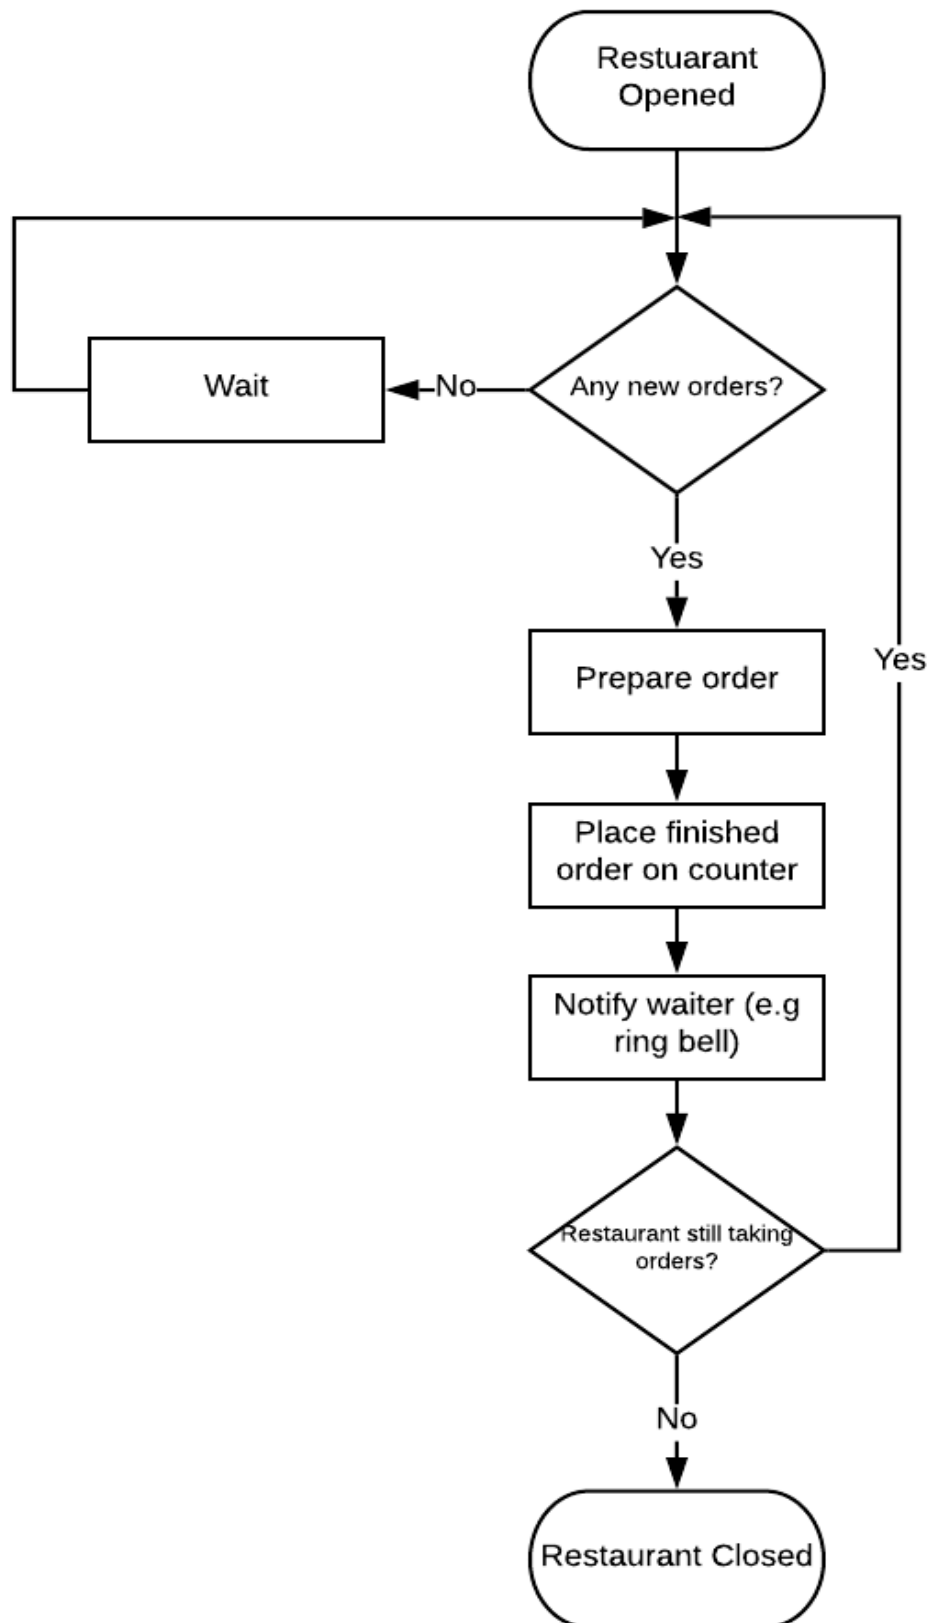 Restuarant
Opened
Any new orders?
No
Wait
Yes
Prepare order
Yes
Place finished
order on counter
Notify waiter (e.g
ring bell)
Restaurant still taking
orders?
No
Restaurant Closed